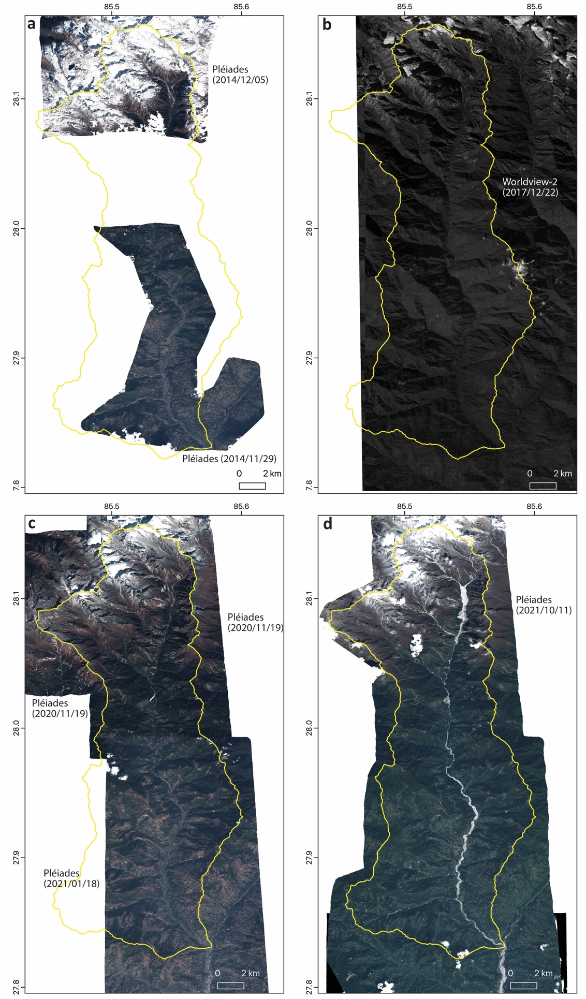 85.5 85.6 85.5 85.6
a
Pléiades
(2014/12/05)
28.1
28.0
27.9
7.8
Pléiades (2014/11/29)
0 2 km
b
28.1
Worldview-2
(2017/12/22)
28.0
27.9
7.8
0 2 km
85.5 85.6 85.5 85.6
c
28.1
Pléiades
(2020/11/19)
Pléiades
(2020/11/19)
28.0
27.9
Pléiades
(2021/01/18)
0 2 km
27.8
d
28.1
Pléiades
(2021/10/11)
28.0
27.9
0 2 km
27.8